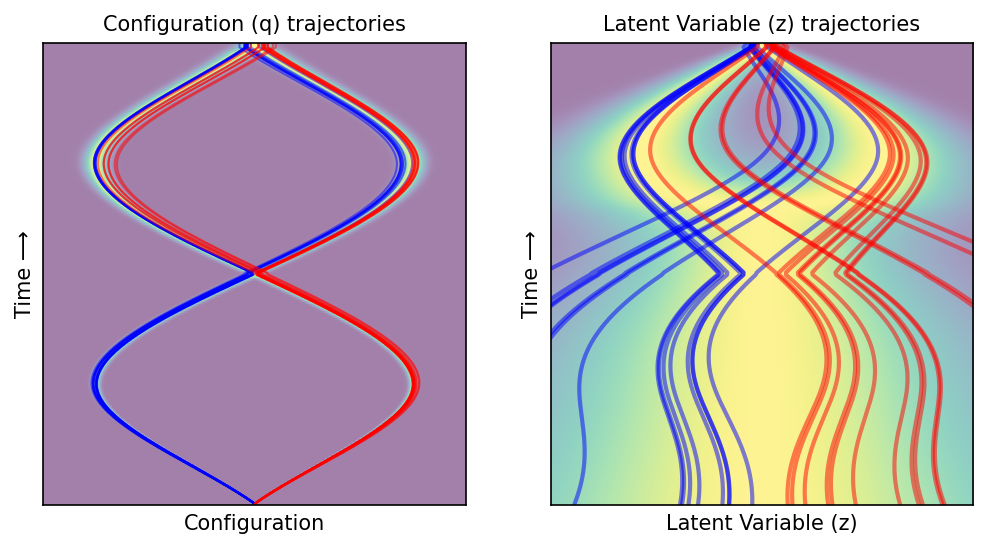 Configuration (q) trajectories
Latent Variable (z) trajectories
Time ⟶
Time ⟶
Configuration
Latent Variable (z)